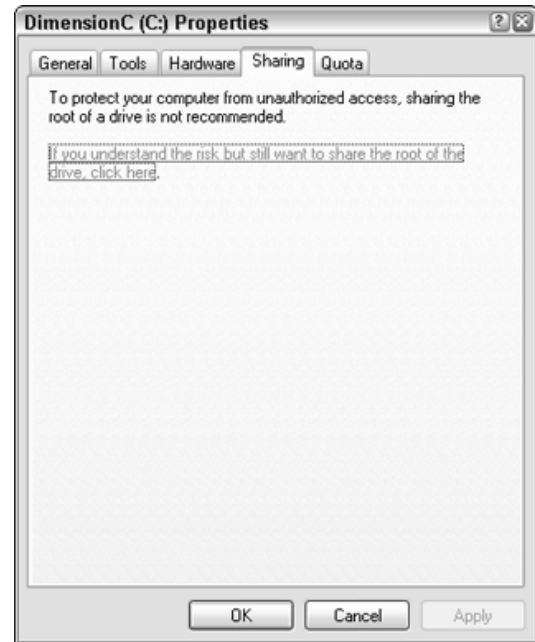 DimensionC (C:) Properties
General Tools Hardware Sharing Quota
To protect your computer from unauthorized access, sharing the
root of a drive is not recommended.
If you understand the risk but still want to share the root of the
drive, click here.
OK Cancel Apply